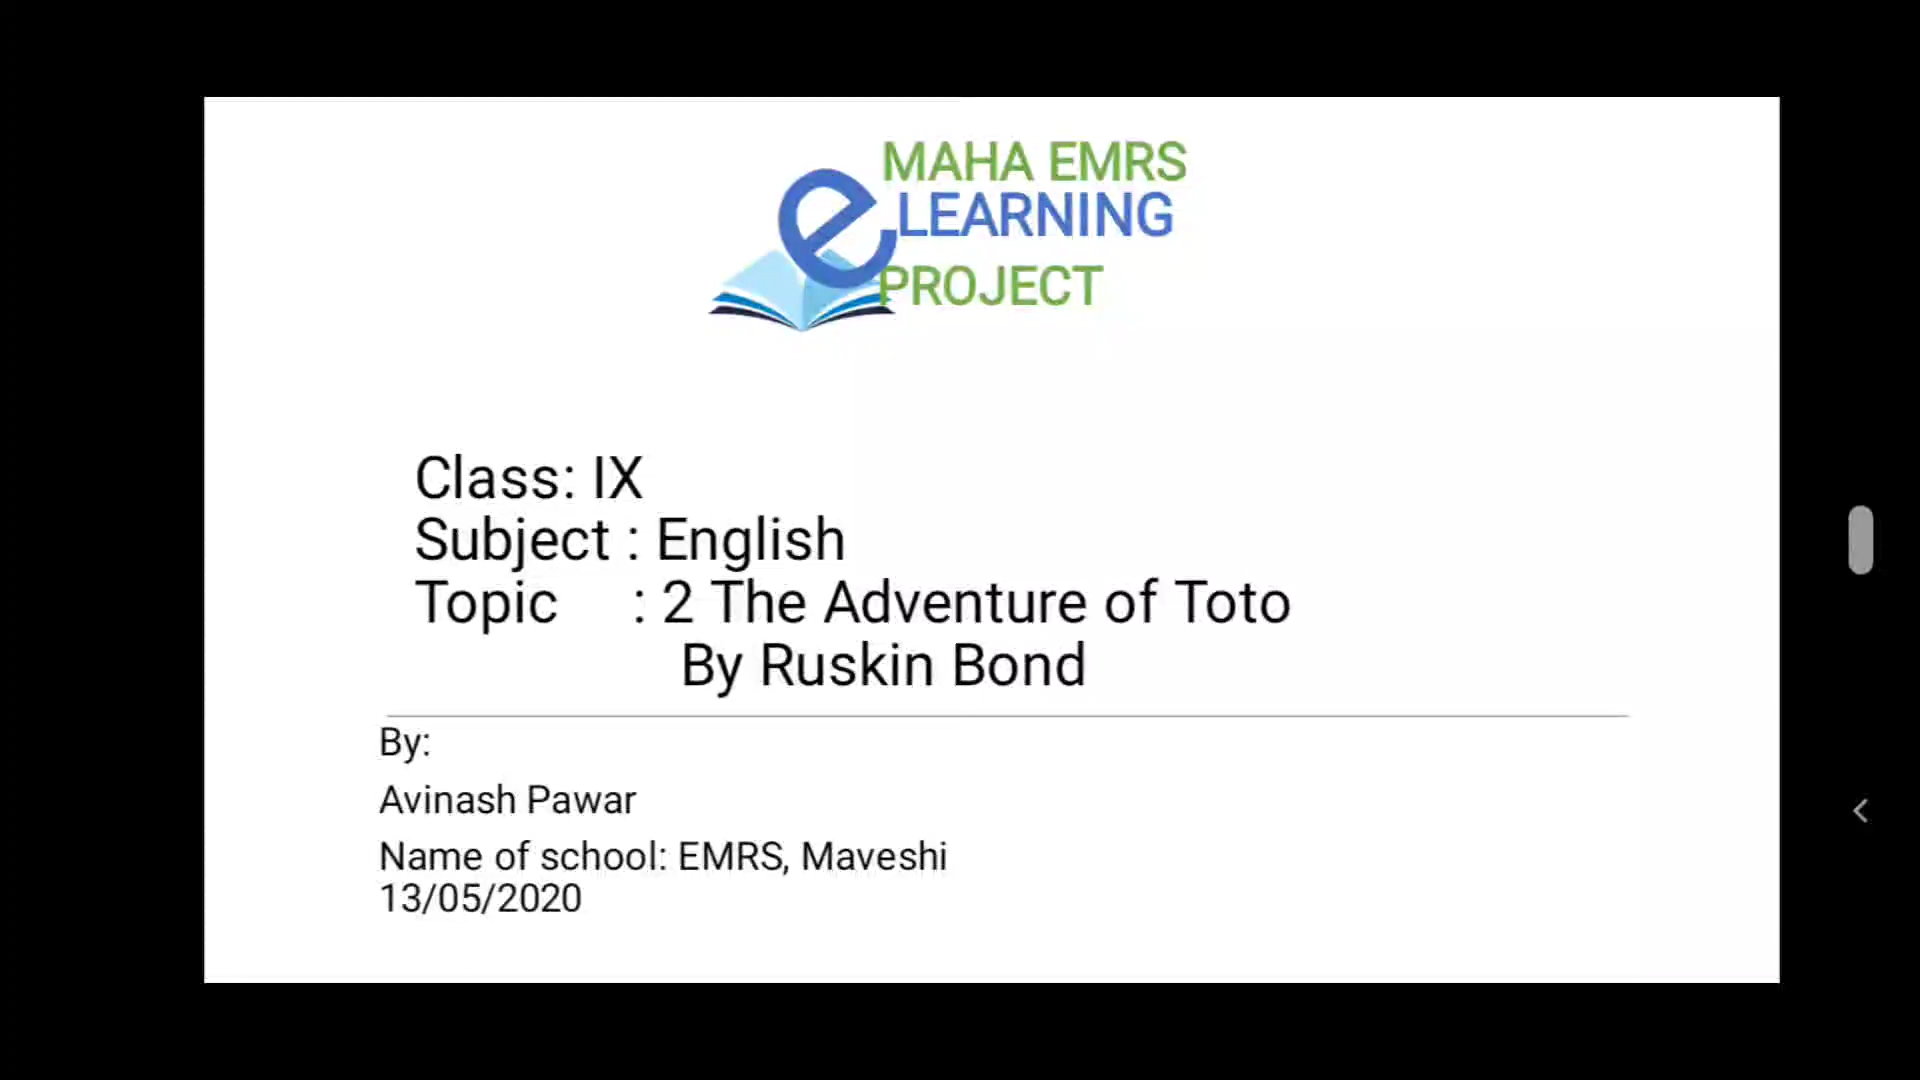 MAHA EMRS
e LEARNING
PROJECT
Class: IX
Subject : English
Topic : 2 The Adventure of Toto
By Ruskin Bond
By:
Avinash Pawar
Name of school: EMRS, Maveshi
13/05/2020